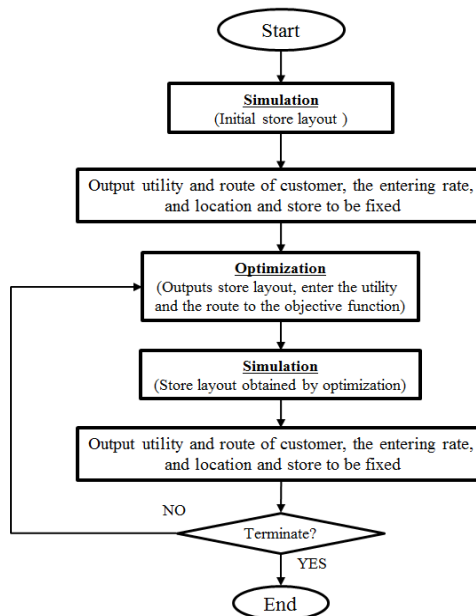 Start
Simulation
(Initial store layout )
Output utility and route of customer, the entering rate,
and location and store to be fixed
Optimization
(Outputs store layout, enter the utility
and the route to the objective function)
Simulation
(Store layout obtained by optimization)
Output utility and route of customer, the entering rate,
and location and store to be fixed
NO
Terminate?
YES
End